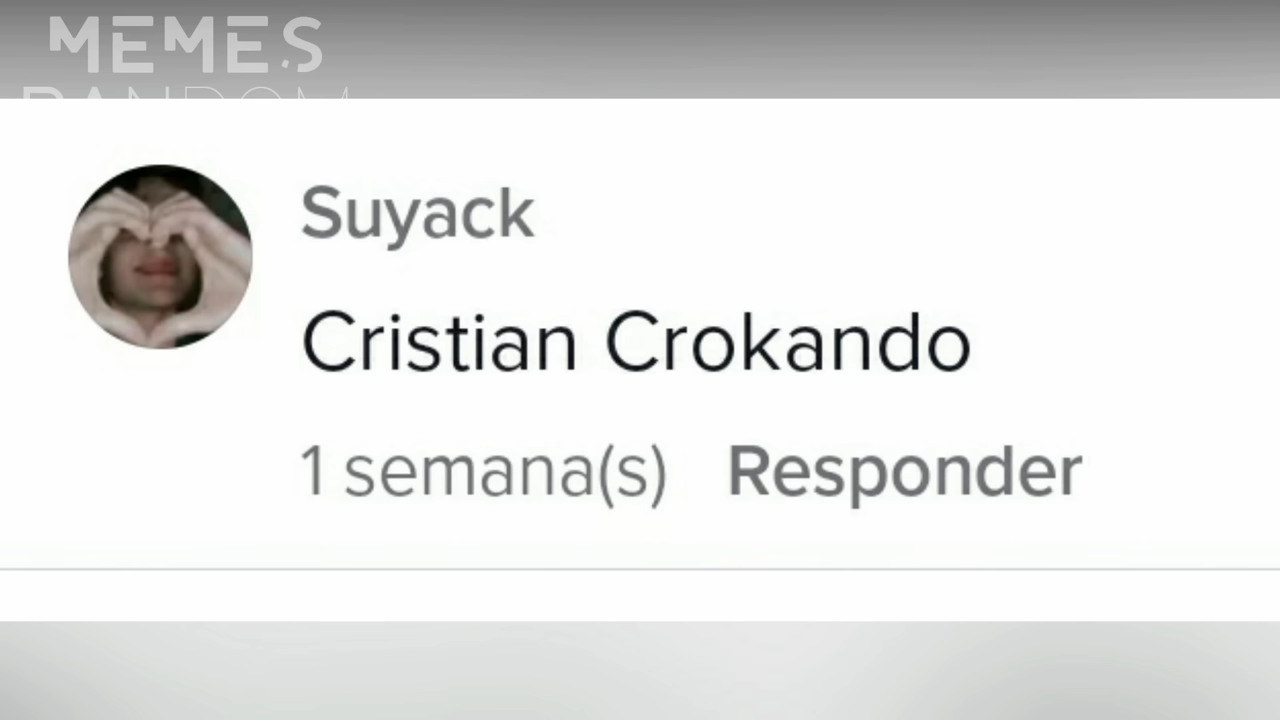 MEMES
RANDOM
Suyack
Cristian Crokando
1 semana(s) Responder